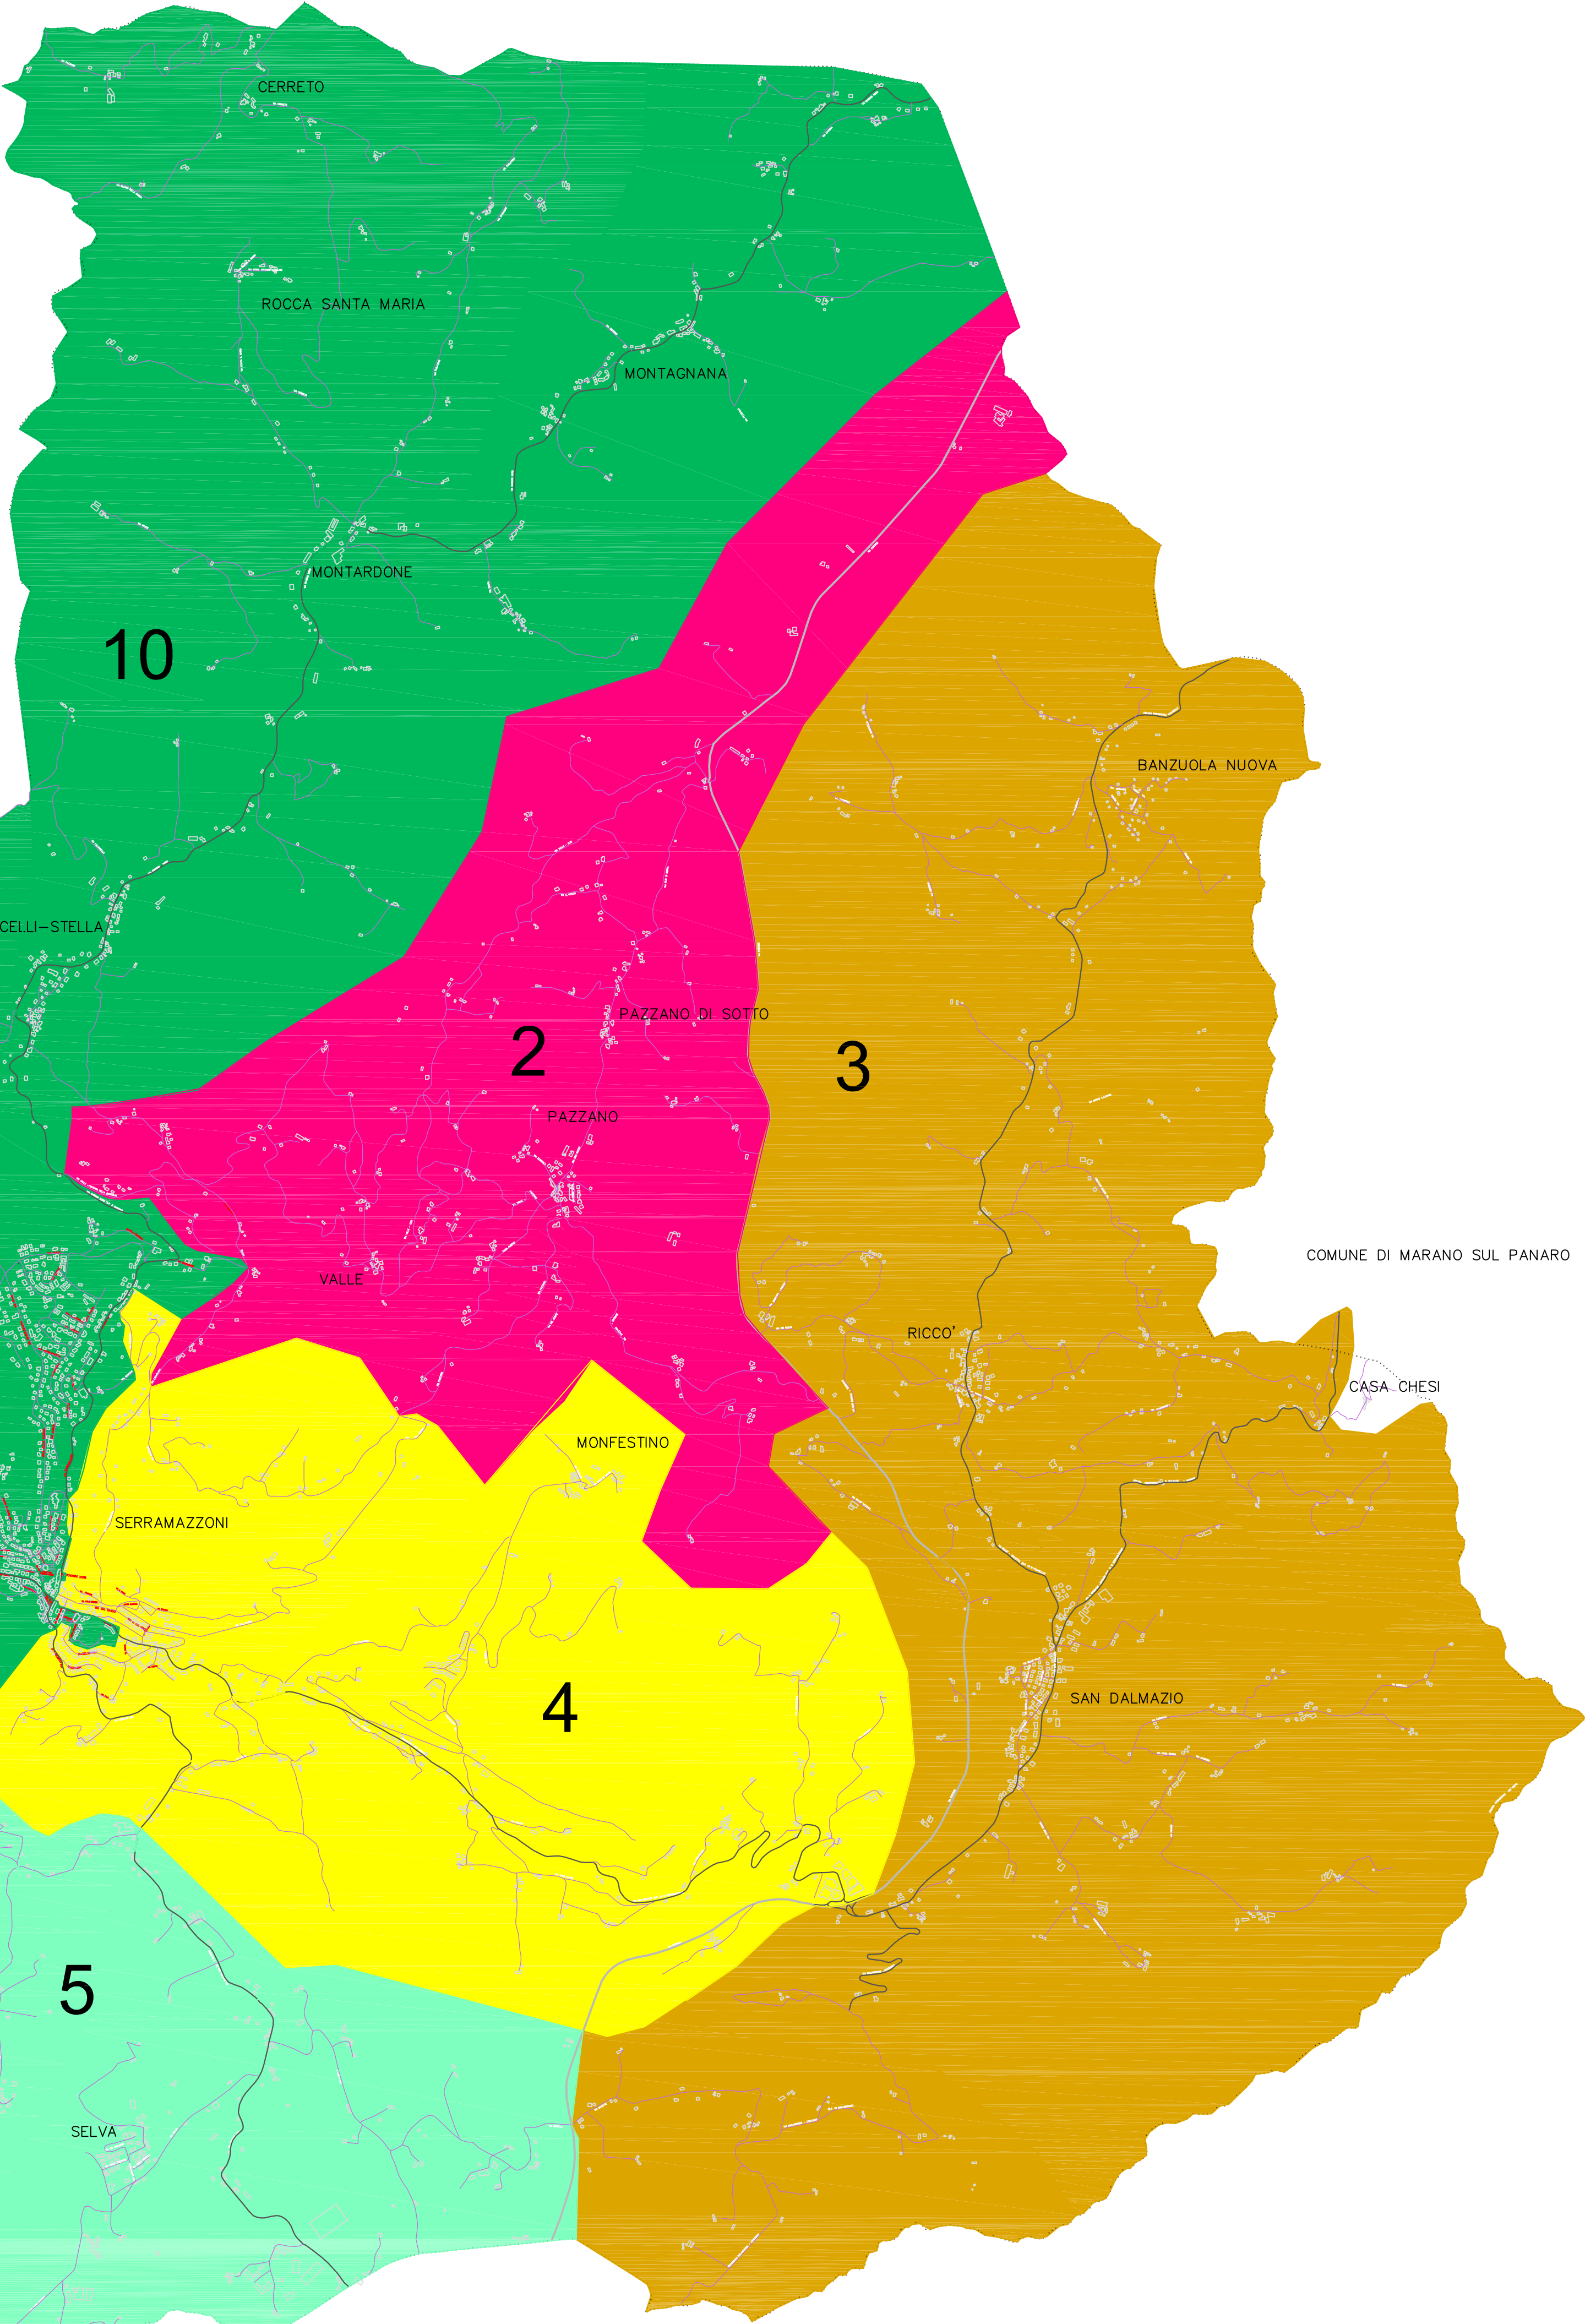 CERRETO
ROCCA SANTA MARIA
MONTAGNANA
MONTARDONE
10
BANZUOLA NUOVA
CELLI-STELLA
PAZZANO DI SOTTO
2
3
PAZZANO
COMUNE DI MARANO SUL PANARO
VALLE
RICCO'
CASA CHESI
MONFESTINO
SERRAMAZZONI
4
SAN DALMAZIO
5
SELVA